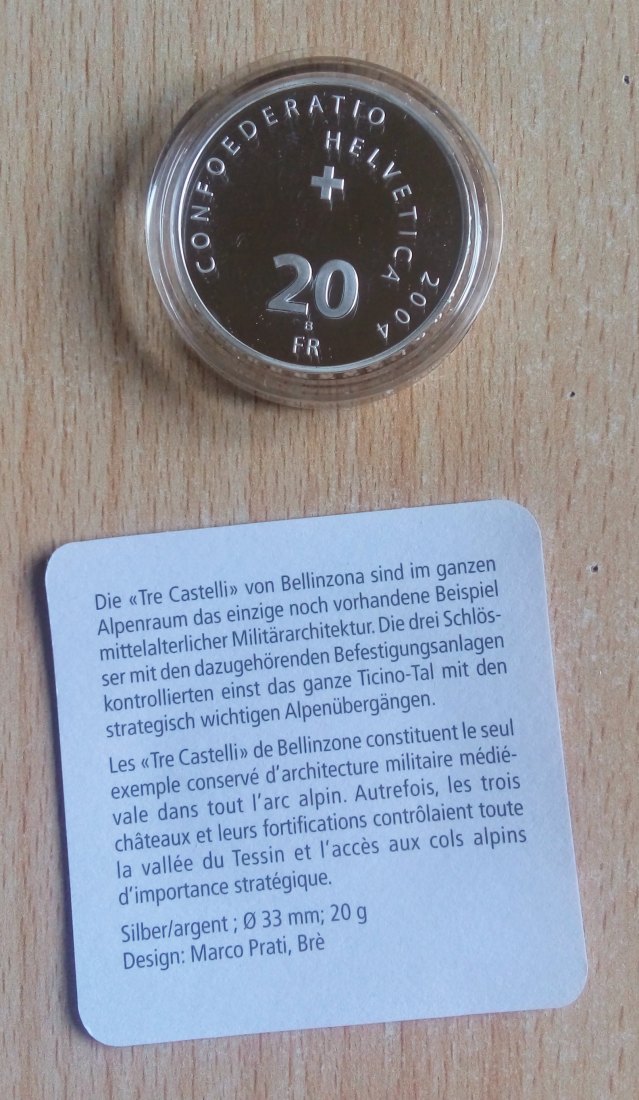 CONFOEDERATIO
HELVETICA 2004
20
B
FR
Die «Tre Castelli» von Bellinzona sind im ganzen
Alpenraum das einzige noch vorhandene Beispiel
mittelalterlicher Militärarchitektur. Die drei Schlös-
ser mit den dazugehörenden Befestigungsanlagen
kontrollierten einst das ganze Ticino-Tal mit den
strategisch wichtigen Alpenübergängen.
Les «Tre Castelli» de Bellinzone constituent le seul
exemple conservé d'architecture militaire médié-
vale dans tout l'arc alpin. Autrefois, les trois
châteaux et leurs fortifications contrôlaient toute
la vallée du Tessin et l'accès aux cols alpins
d'importance stratégique.
Silber/argent ; Ø 33 mm; 20 g
Design: Marco Prati, Brè